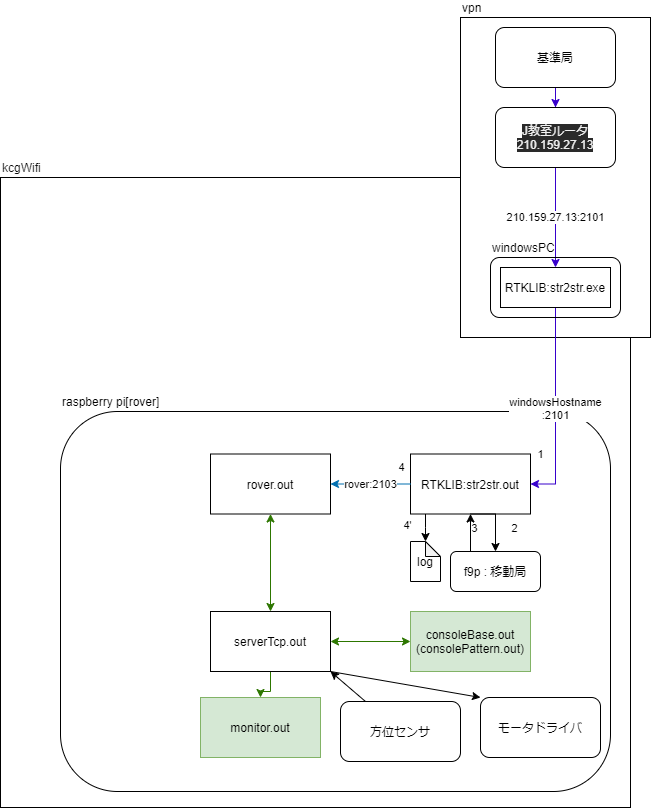 vpn
基準局
J教室ルータ
210.159.27.13
kcgWifi
210.159.27.13:2101
windowsPC
RTKLIB:str2str.exe
raspberry pi[rover]
windowsHostname
:2101
1
4
rover.out
rover:2103
RTKLIB:str2str.out
4'
3
2
log
f9p : 移動局
serverTcp.out
consoleBase.out
(consolePattern.out)
monitor.out
方位センサ
モータドライバ